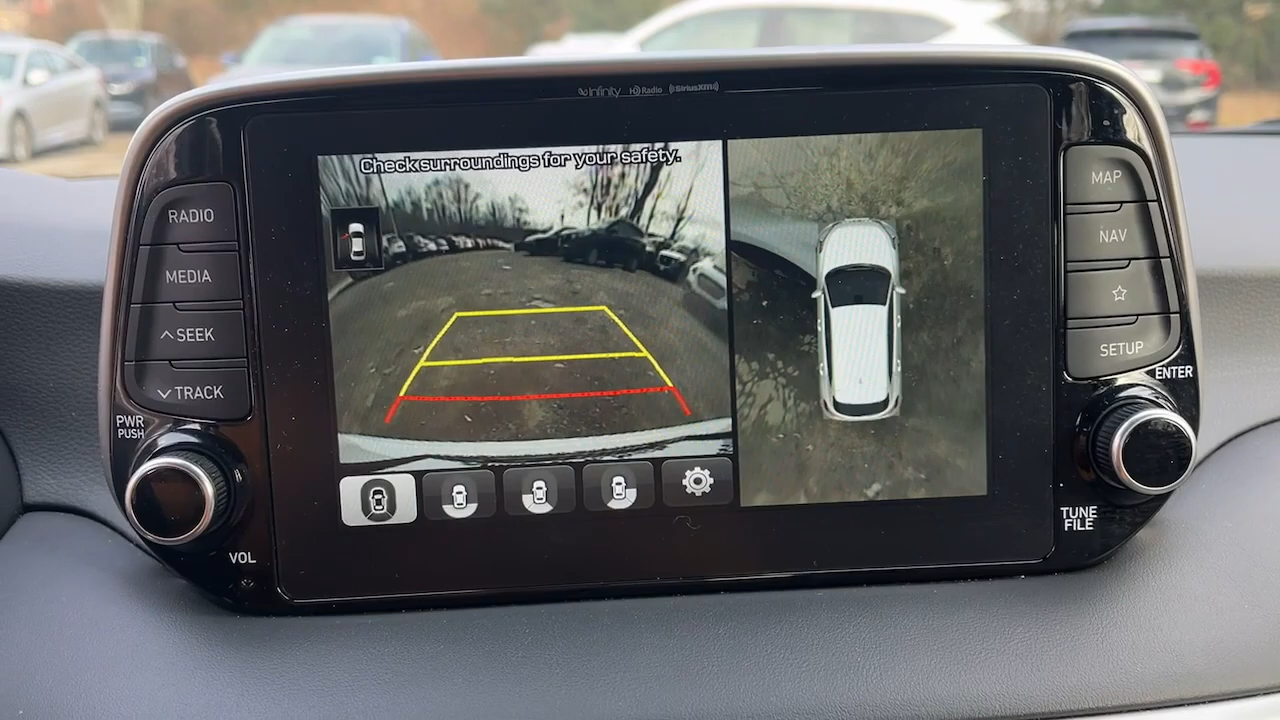 infinity HD Radio ((SiriusXM))
Check surroundings for your safety.
RADIO
MEDIA
SEEK
TRACK
PWR
PUSH
VOL
MAP
NAV
SETUP
ENTER
TUNE
FILE